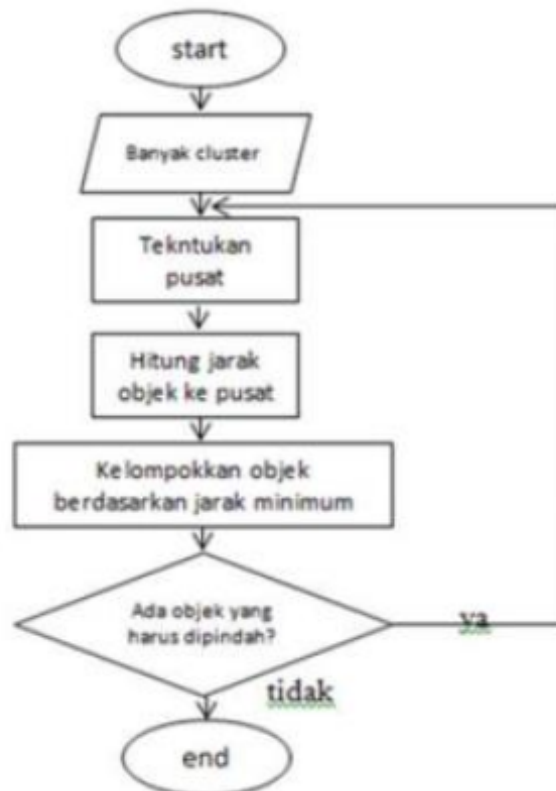 start
Banyak cluster
Tekntukan
pusat
Hitung jarak
objek ke pusat
Kelompokkan objek
berdasarkan jarak minimum
Ada objek yang
harus dipindah?
ya
tidak
end